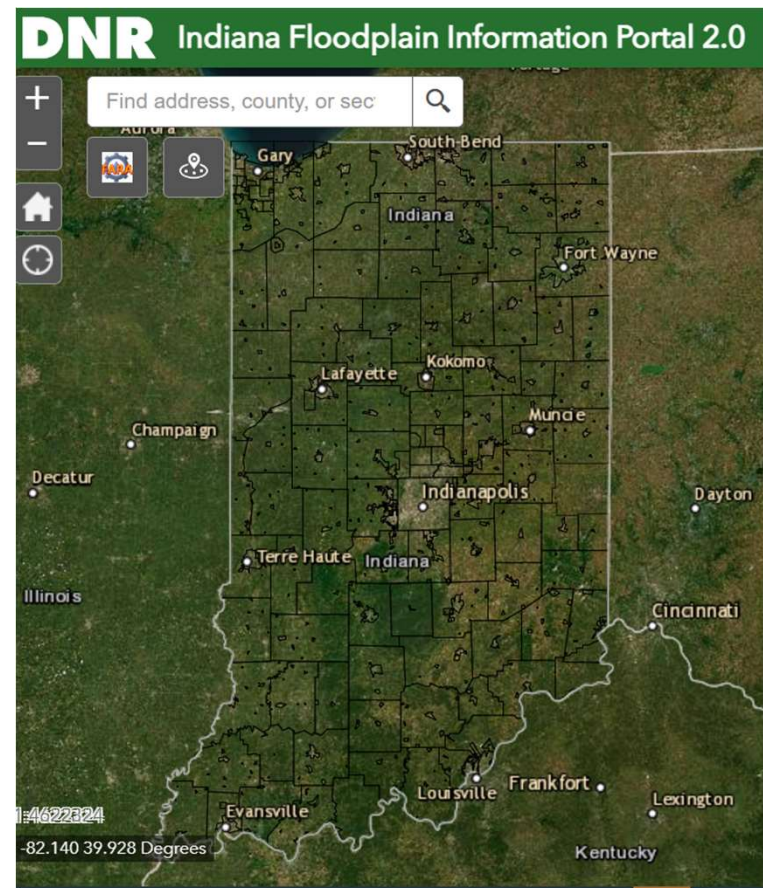 DNR Indiana Floodplain Information Portal 2.0
Portage
Find address, county, or sec
Aurora
South Bend
Gary
FARA
Indiana
Fort Wayne
Kokomo
Lafayette
Muncie
Champaign
Decatur
Indianapolis
Dayton
Terre Haute
Indiana
Illinois
Cincinnati
Louisville
Frankfort
Lexington
Evansville
-82.140 39.928 Degrees
Kentucky